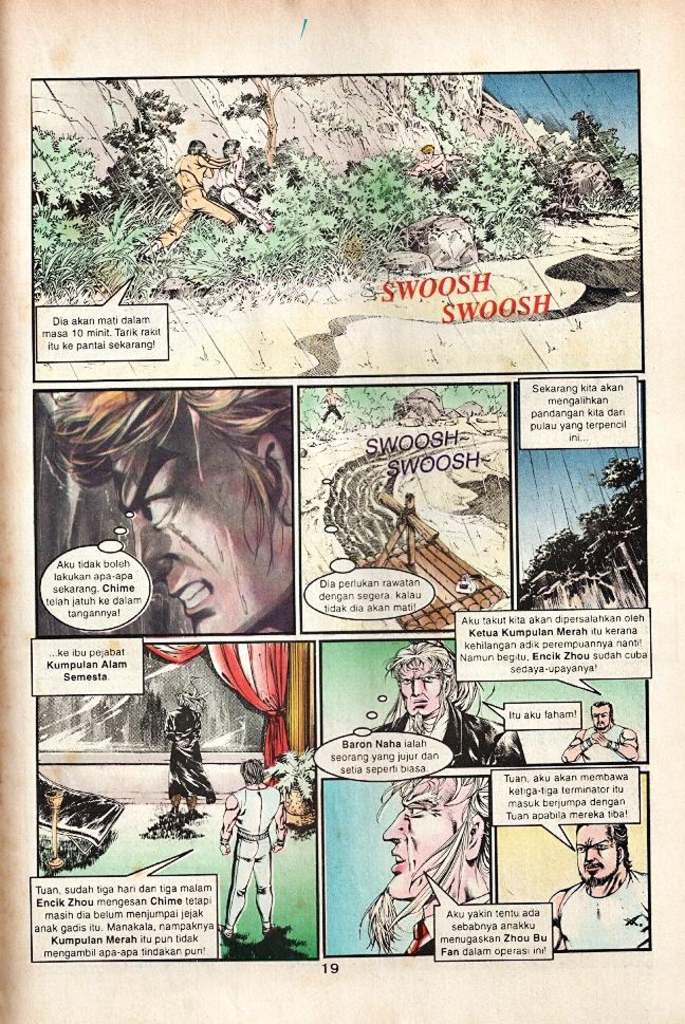 SWOOSH
SWOOSH
Dia akan mati dalam
masa 10 minit. Tarik rakit
itu ke pantai sekarang!
Aku tidak boleh
lakukan apa-apa
sekarang. Chime
telah jatuh ke dalam
tangannya!
SWOOSH~
SWOOSH~
Dia perlukan rawatan
dengan segera, kalau
tidak dia akan mati!
Sekarang kita akan
mengalihkan
pandangan kita dari
pulau yang terpencil
ini...
...ke ibu pejabat
Kumpulan Alam
Semesta.
Tuan, sudah tiga hari dan tiga malam
Encik Zhou mengesan Chime tetapi
masih dia belum menjumpai jejak
anak gadis itu. Manakala, nampaknya
Kumpulan Merah itu pun tidak
mengambil apa-apa tindakan pun!
Aku takut kita akan dipersalahkan oleh
Ketua Kumpulan Merah itu kerana
kehilangan adik perempuannya nanti!
Namun begitu, Encik Zhou sudah cuba
sedaya-upayanya!
Itu aku faham!
Baron Naha ialah
seorang yang jujur dan
setia seperti biasa.
Tuan, aku akan membawa
ketiga-tiga terminator itu
masuk berjumpa dengan
Tuan apabila mereka tiba!
Aku yakin tentu ada
sebabnya anakku
menugaskan Zhou Bu
Fan dalam operasi ini!
19